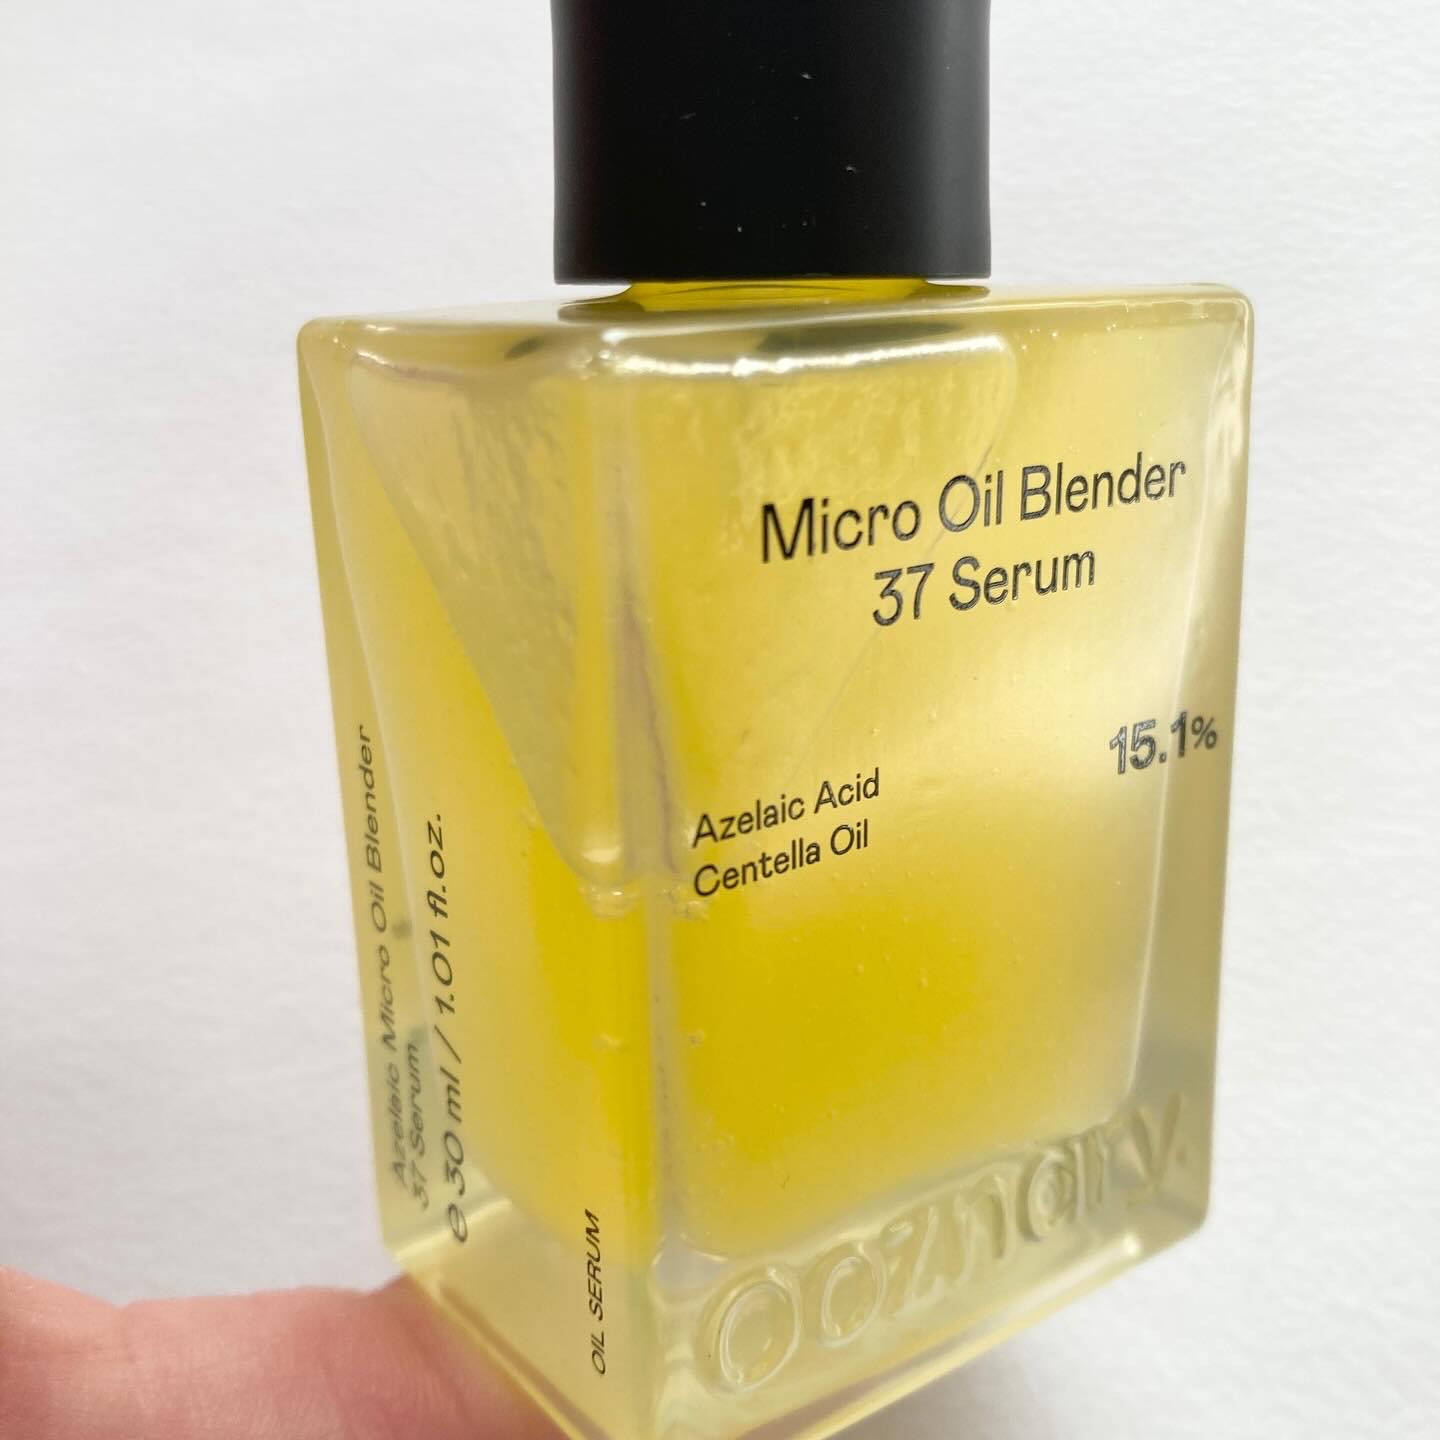 Micro Oil Blender
37 Serum
15.1%
Azelaic Acid
Centella Oil
ooznary.
Azelaic Micro Oil Blender
37 Serum
℮ 30 ml / 1.01 fl.oz.
OIL SERUM